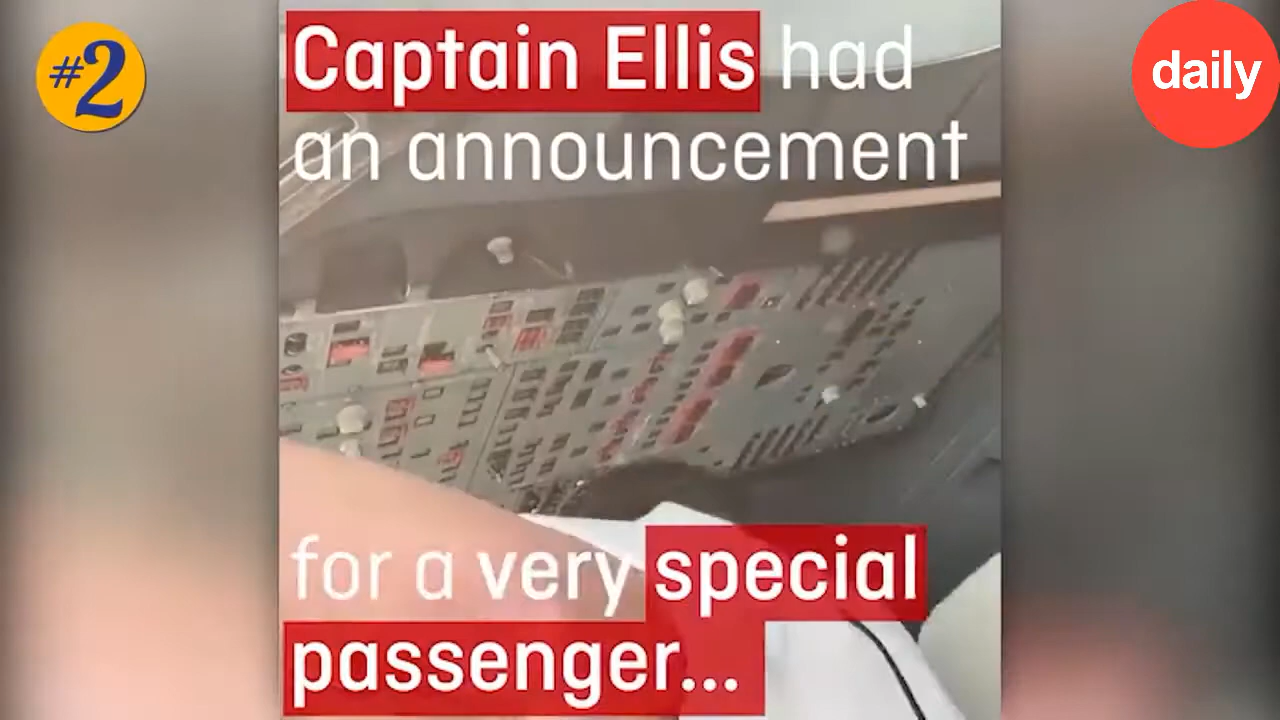 #2
daily
Captain Ellis had
an announcement
for a very special
passenger...